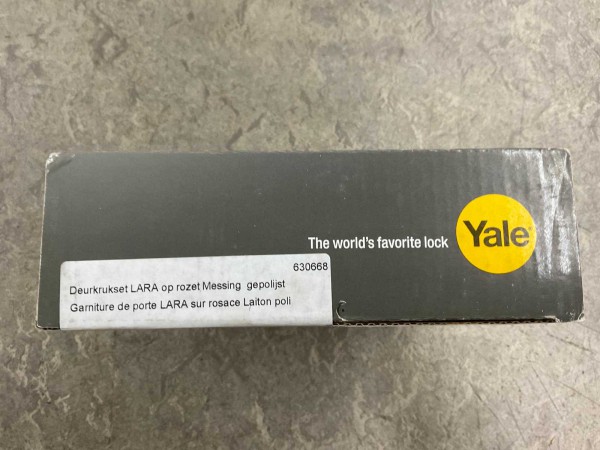 The world's favorite lock
Yale
630668
Deurkrukset LARA op rozet Messing gepolijst
Garniture de porte LARA sur rosace Laiton poli